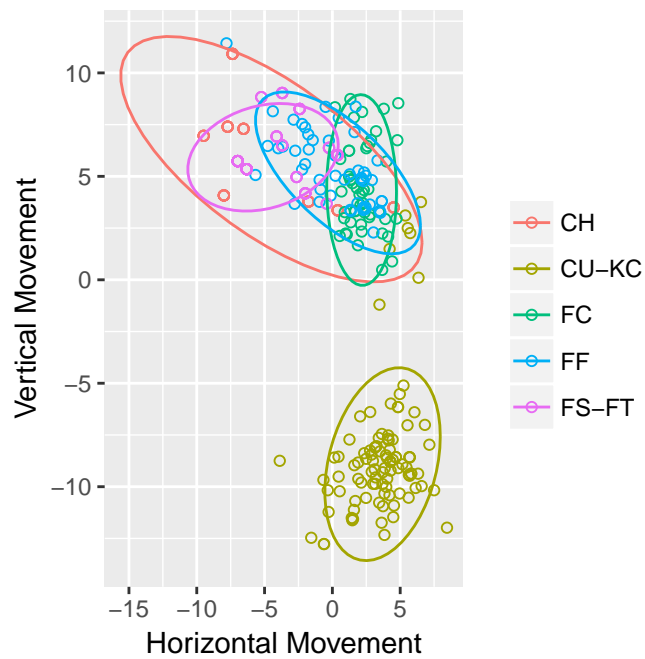 10
5
0
−5
−10
Vertical Movement
−15 −10 −5 0 5
Horizontal Movement
CH
CU−KC
FC
FF
FS−FT